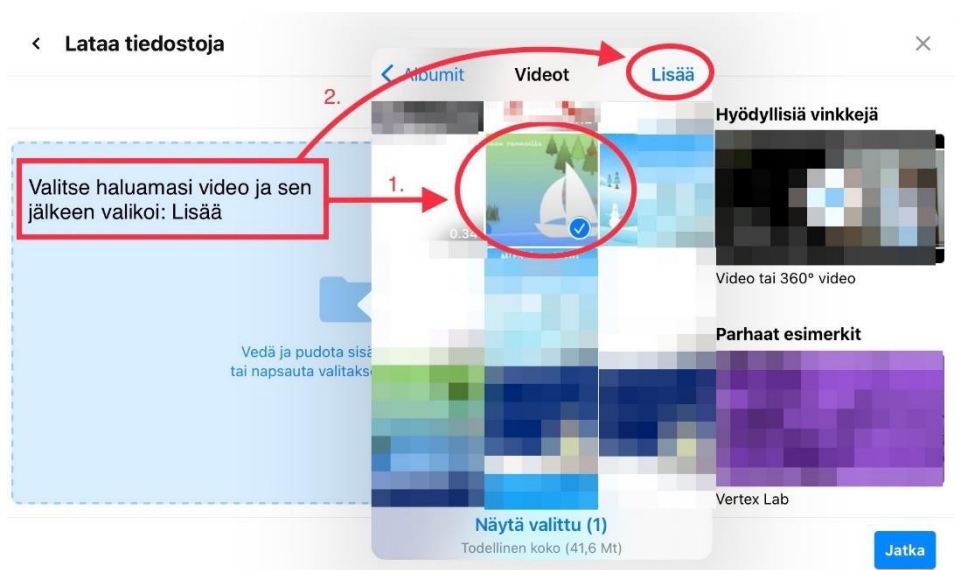 Lataa tiedostoja
2.
Albumit
Videot
Lisää
Hyödyllisiä vinkkejä
Valitse haluamasi video ja sen
jälkeen valikoi: Lisää
1.
0.34
Video tai 360° video
Vedä ja pudota sisä
tai napsauta valitaks
Parhaat esimerkit
Vertex Lab
Näytä valittu (1)
Todellinen koko (41,6 Mt)
Jatka